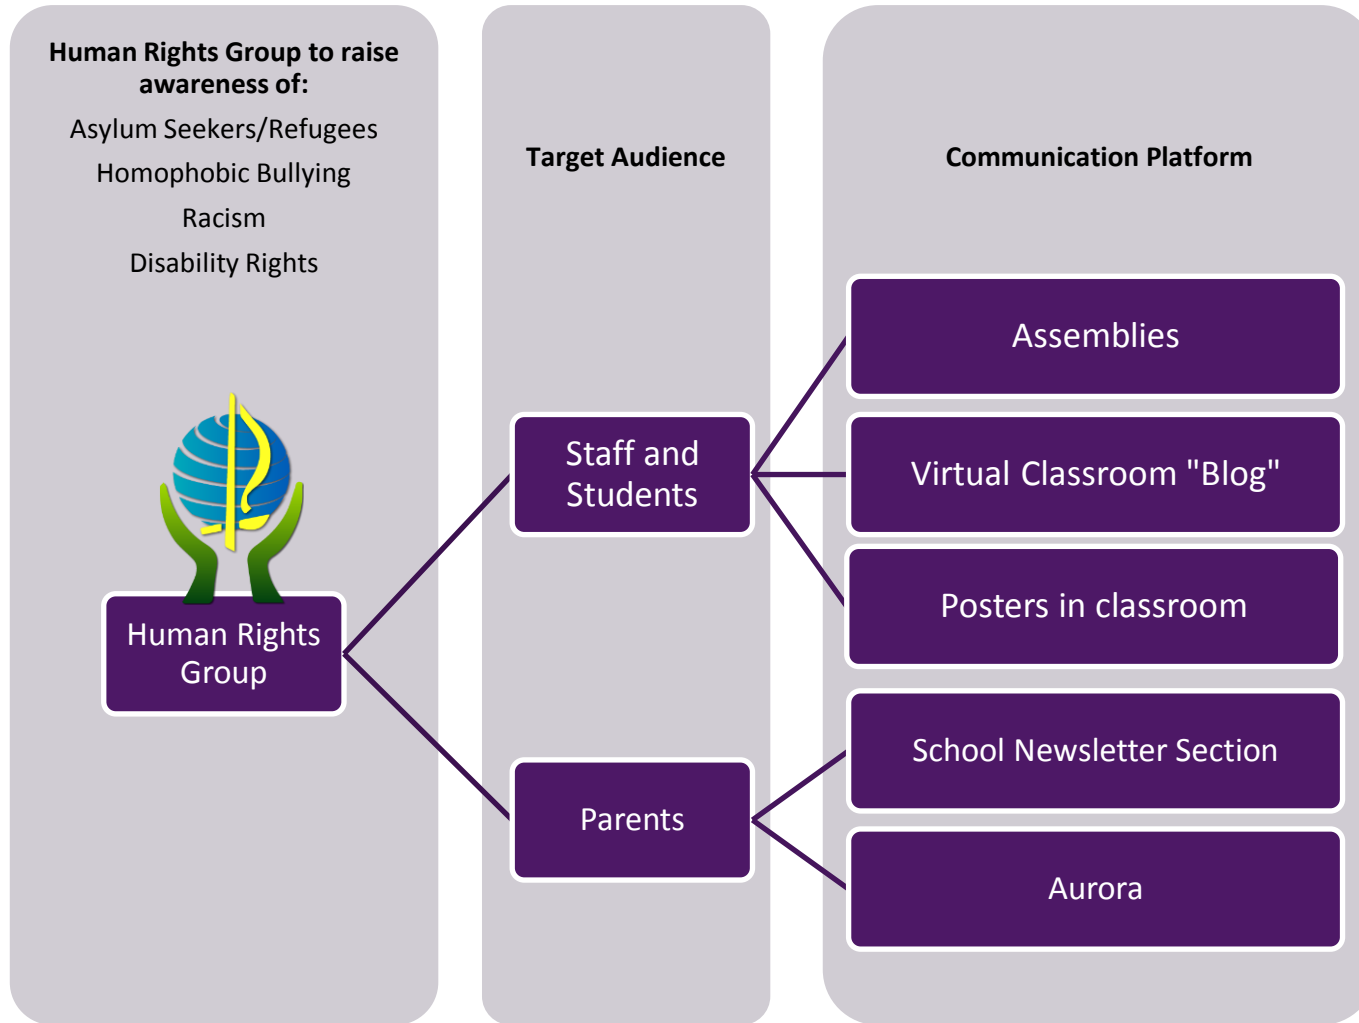 Human Rights Group to raise
awareness of:
Asylum Seekers/Refugees
Homophobic Bullying
Racism
Disability Rights
Human Rights
Group
Target Audience
Staff and
Students
Parents
Communication Platform
Assemblies
Virtual Classroom "Blog"
Posters in classroom
School Newsletter Section
Aurora